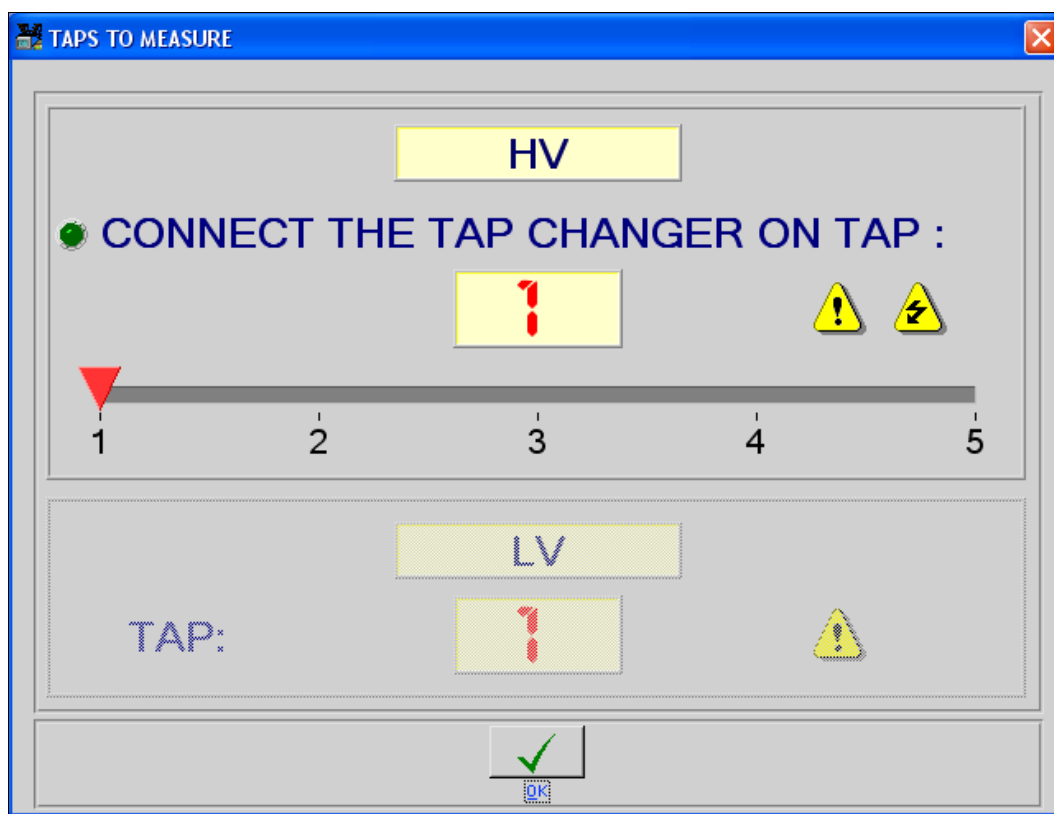 TAPS TO MEASURE
HV
CONNECT THE TAP CHANGER ON TAP :
1
1 2 3 4 5
LV
TAP: 1
OK